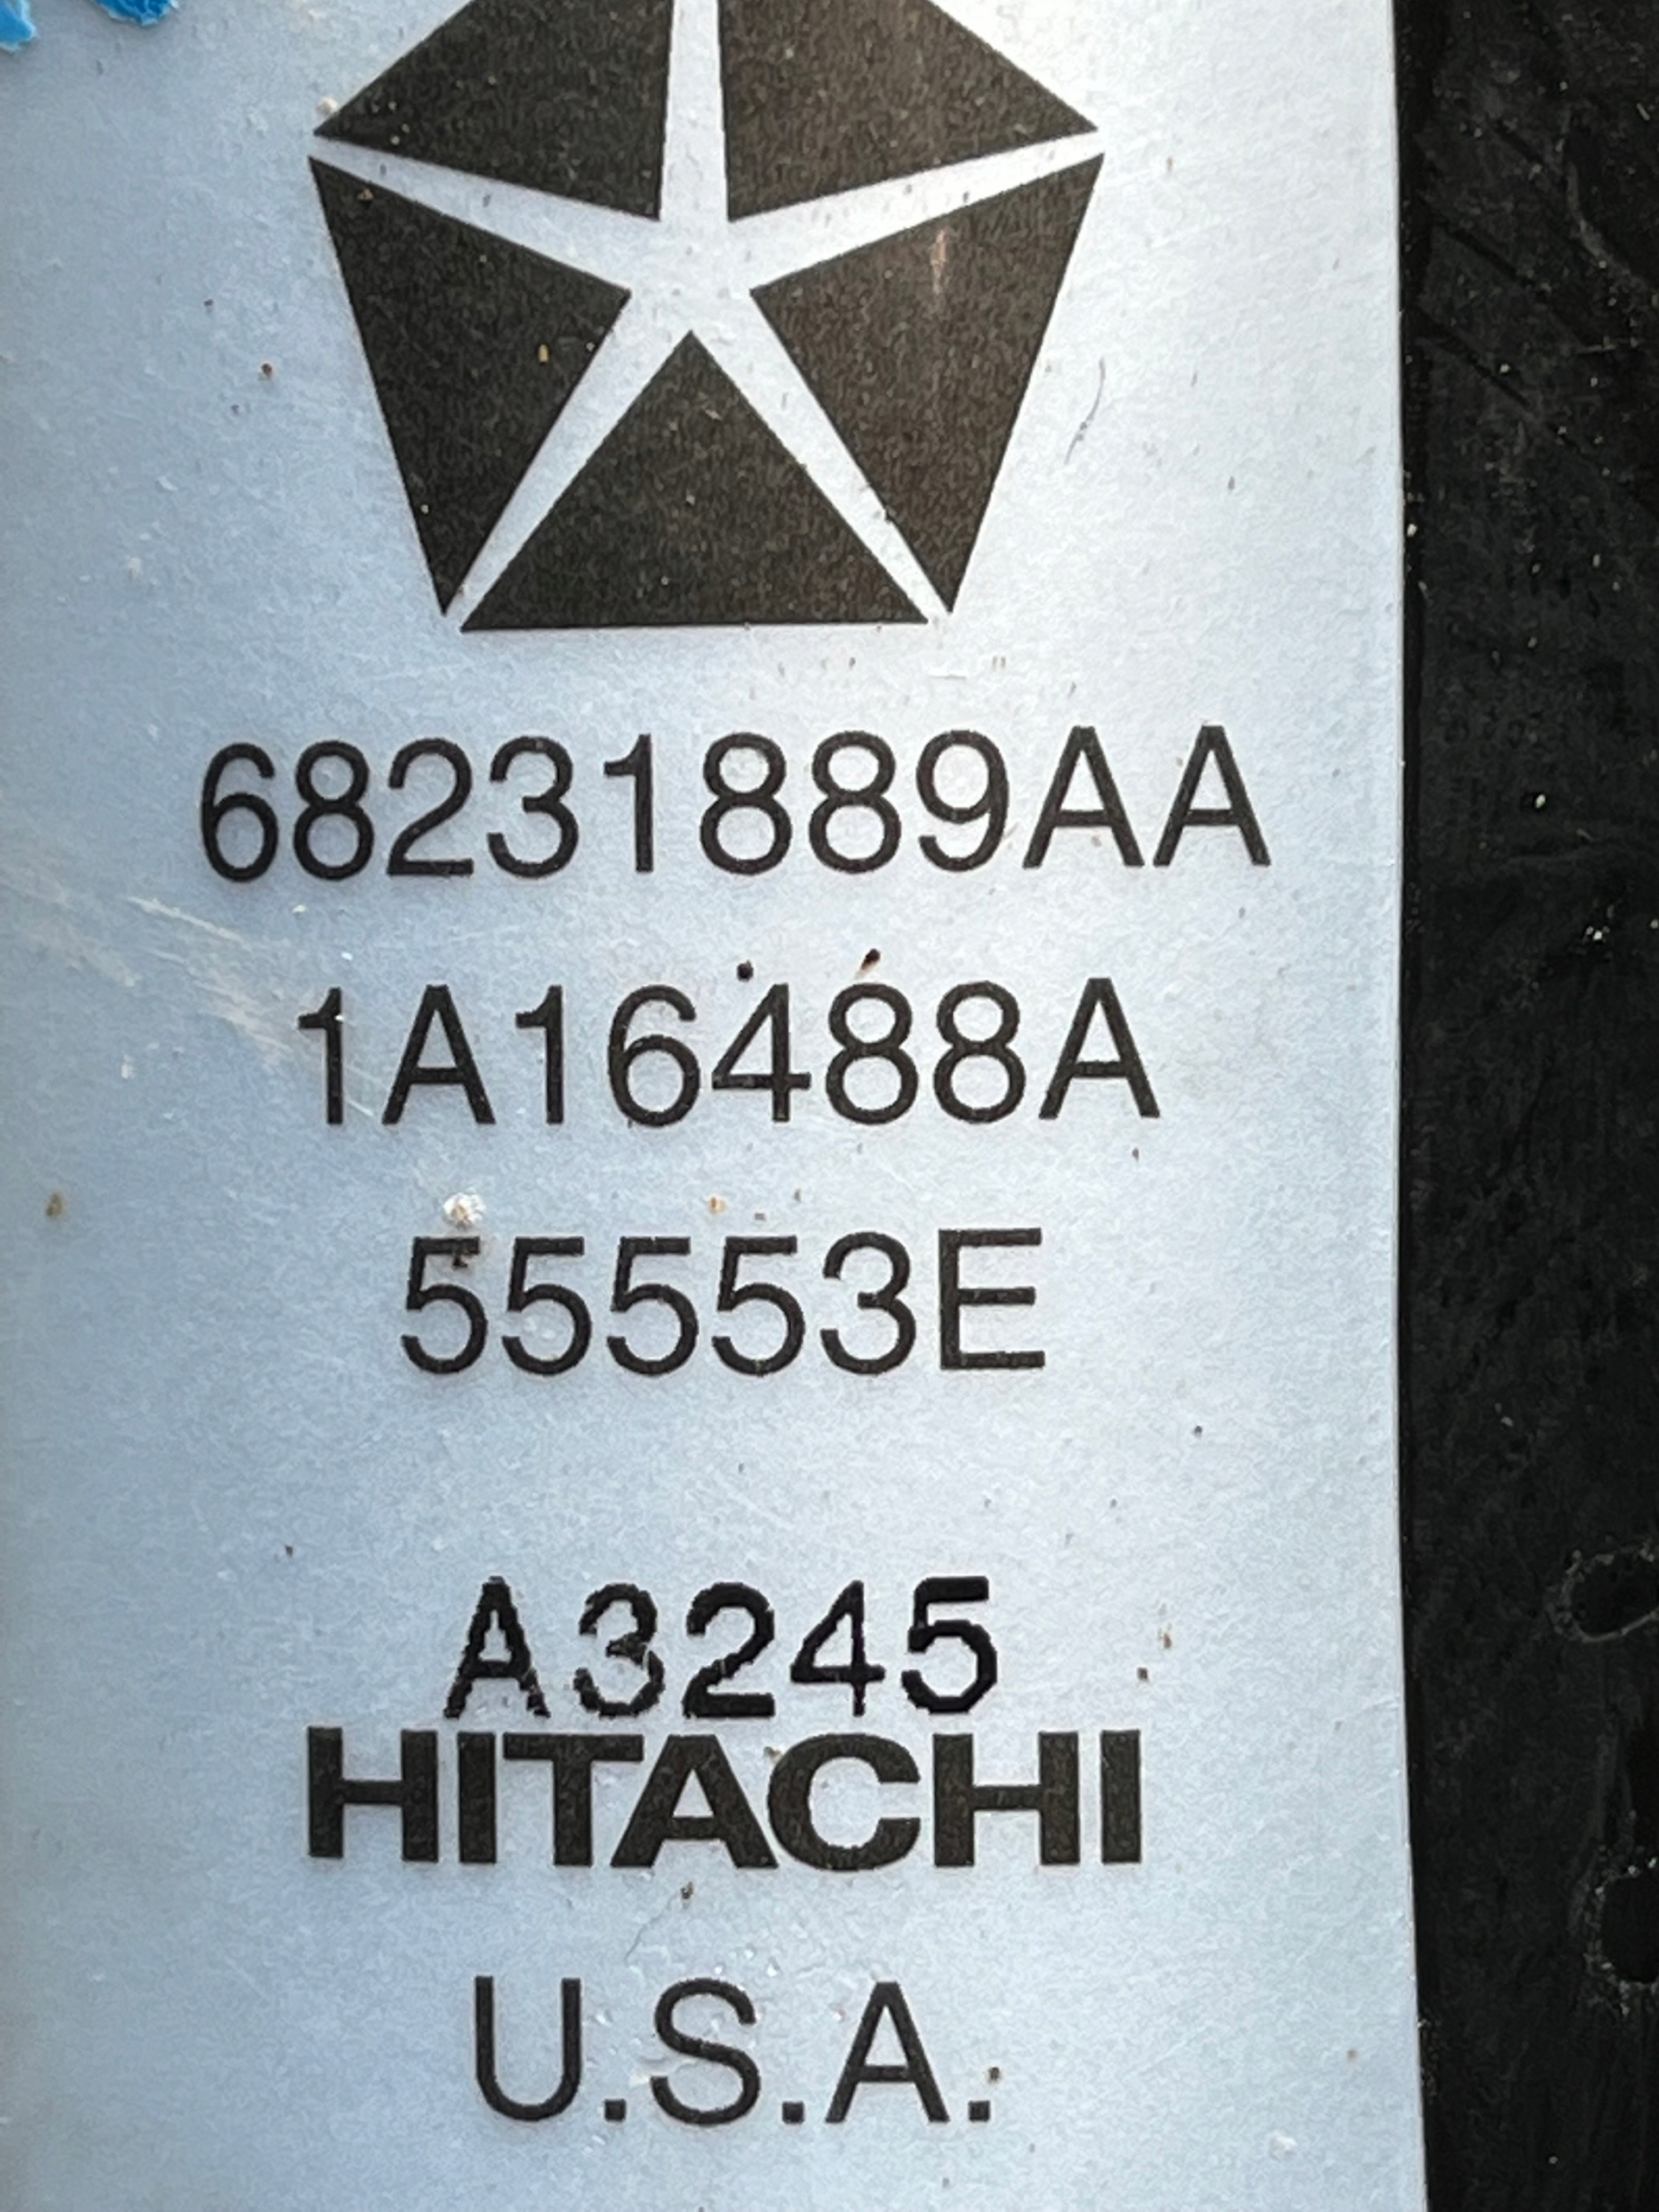 68231889AA
1A16488A
55553E
A3245
HITACHI
U.S.A.